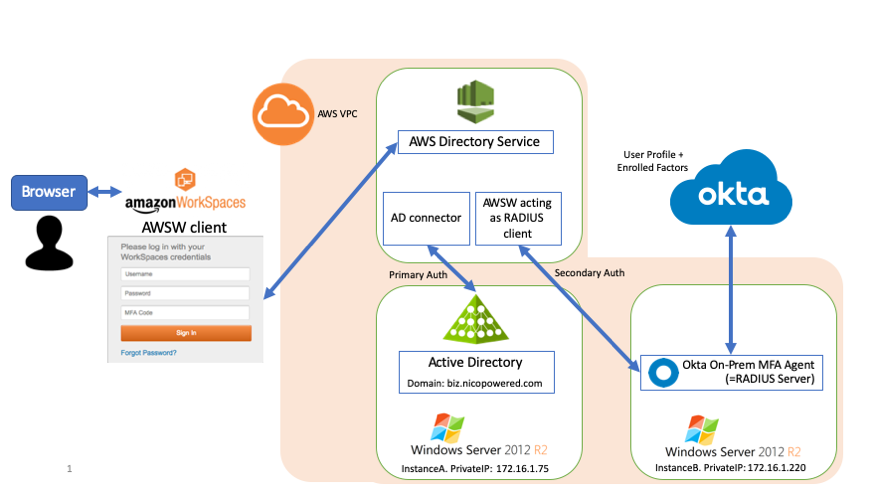 AWS VPC
AWS Directory Service
User Profile +
Enrolled Factors
okta
Browser
amazon WorkSpaces
AWSW client
AD connector
AWSW acting
as RADIUS
client
Please log in with your
WorkSpaces credentials
Username
Password
MFA Code
Sign In
Forgot Password?
Primary Auth
Secondary Auth
Active Directory
Domain: biz.nicopowered.com
Okta On-Prem MFA Agent
(=RADIUS Server)
Windows Server 2012 R2
InstanceA. PrivateIP: 172.16.1.75
Windows Server 2012 R2
InstanceB. PrivateIP: 172.16.1.220
1